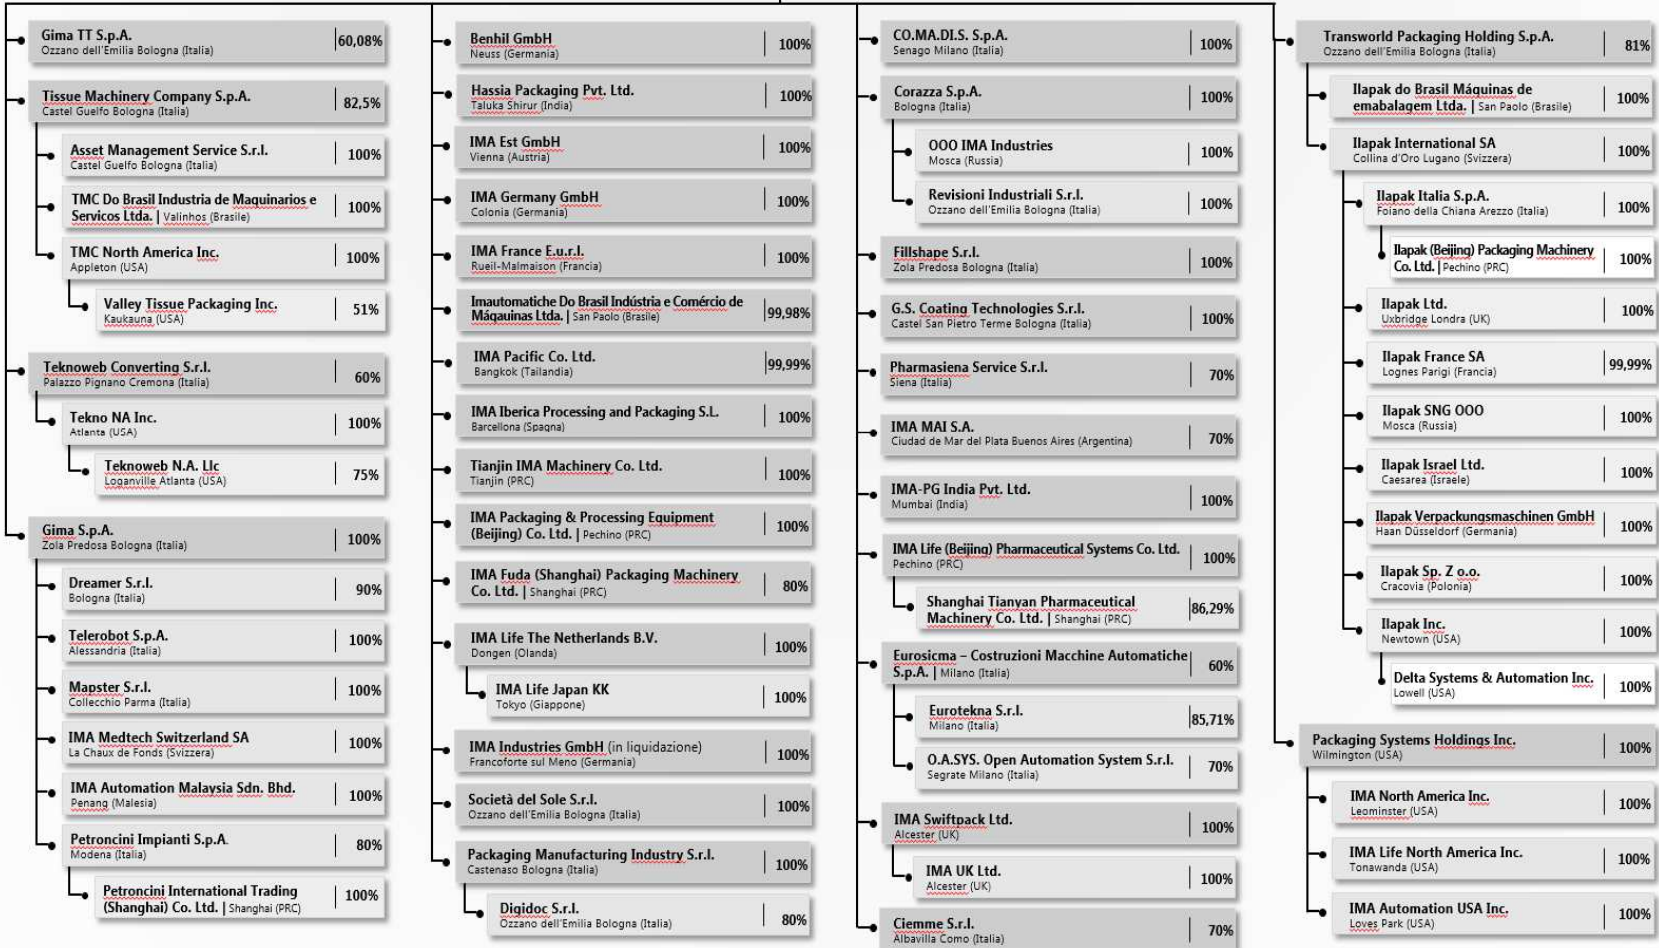 Gima TT S.p.A.
Ozzano dell'Emilia Bologna (Italia)
60,08%
Tissue Machinery Company S.p.A.
Castel Guelfo Bologna (Italia)
82,5%
Asset Management Service S.r.l.
Castel Guelfo Bologna (Italia)
100%
TMC Do Brasil Industria de Maquinarios e
Servicos Ltda. | Valinhos (Brasile)
100%
TMC North America Inc.
Appleton (USA)
100%
Valley Tissue Packaging Inc.
Kaukauna (USA)
51%
Teknoweb Converting S.r.l.
Palazzo Pignano Cremona (Italia)
60%
Tekno NA Inc.
Atlanta (USA)
100%
Teknoweb N.A. Llc
Loganville Atlanta (USA)
75%
Gima S.p.A.
Zola Predosa Bologna (Italia)
100%
Dreamer S.r.l.
Bologna (Italia)
90%
Telerobot S.p.A.
Alessandria (Italia)
100%
Mapster S.r.l.
Collecchio Parma (Italia)
100%
IMA Medtech Switzerland SA
La Chaux de Fonds (Svizzera)
100%
IMA Automation Malaysia Sdn. Bhd.
Penang (Malesia)
100%
Petroncini Impianti S.p.A.
Modena (Italia)
80%
Petroncini International Trading
(Shanghai) Co. Ltd. | Shanghai (PRC)
100%
Benhil GmbH
Neuss (Germania)
100%
Hassia Packaging Pvt. Ltd.
Taluka Shirur (India)
100%
IMA Est GmbH
Vienna (Austria)
100%
IMA Germany GmbH
Colonia (Germania)
100%
IMA France E.u.r.l.
Rueil-Malmaison (Francia)
100%
Imautomatiche Do Brasil Indústria e Comércio de
Máqauinas Ltda. | San Paolo (Brasile)
99,98%
IMA Pacific Co. Ltd.
Bangkok (Tailandia)
99,99%
IMA Iberica Processing and Packaging S.L.
Barcellona (Spagna)
100%
Tianjin IMA Machinery Co. Ltd.
Tianjin (PRC)
100%
IMA Packaging & Processing Equipment
(Beijing) Co. Ltd. | Pechino (PRC)
100%
IMA Fuda (Shanghai) Packaging Machinery
Co. Ltd. | Shanghai (PRC)
80%
IMA Life The Netherlands B.V.
Dongen (Olanda)
100%
IMA Life Japan KK
Tokyo (Giappone)
100%
IMA Industries GmbH (in liquidazione)
Francoforte sul Meno (Germania)
100%
Società del Sole S.r.l.
Ozzano dell'Emilia Bologna (Italia)
100%
Packaging Manufacturing Industry S.r.l.
Castenaso Bologna (Italia)
100%
Digidoc S.r.l.
Ozzano dell'Emilia Bologna (Italia)
80%
CO.MA.DI.S. S.p.A.
Senago Milano (Italia)
100%
Corazza S.p.A.
Bologna (Italia)
100%
OOO IMA Industries
Mosca (Russia)
100%
Revisioni Industriali S.r.l.
Ozzano dell'Emilia Bologna (Italia)
100%
Fillshape S.r.l.
Zola Predosa Bologna (Italia)
100%
G.S. Coating Technologies S.r.l.
Castel San Pietro Terme Bologna (Italia)
100%
Pharmasiena Service S.r.l.
Siena (Italia)
70%
IMA MAI S.A.
Ciudad de Mar del Plata Buenos Aires (Argentina)
70%
IMA-PG India Pvt. Ltd.
Mumbai (India)
100%
IMA Life (Beijing) Pharmaceutical Systems Co. Ltd.
Pechino (PRC)
100%
Shanghai Tianyan Pharmaceutical
Machinery Co. Ltd. | Shanghai (PRC)
86,29%
Eurosicma – Costruzioni Macchine Automatiche
S.p.A. | Milano (Italia)
60%
Eurotekna S.r.l.
Milano (Italia)
85,71%
O.A.SYS. Open Automation System S.r.l.
Segrate Milano (Italia)
70%
IMA Swiftpack Ltd.
Alcester (UK)
100%
IMA UK Ltd.
Alcester (UK)
100%
Ciemme S.r.l.
Albavilla Como (Italia)
70%
Transworld Packaging Holding S.p.A.
Ozzano dell'Emilia Bologna (Italia)
81%
Ilapak do Brasil Máquinas de
emabalagem Ltda. | San Paolo (Brasile)
100%
Ilapak International SA
Collina d'Oro Lugano (Svizzera)
100%
Ilapak Italia S.p.A.
Foiano della Chiana Arezzo (Italia)
100%
Ilapak (Beijing) Packaging Machinery
Co. Ltd. | Pechino (PRC)
100%
Ilapak Ltd.
Uxbridge Londra (UK)
100%
Ilapak France SA
Lognes Parigi (Francia)
99,99%
Ilapak SNG OOO
Mosca (Russia)
100%
Ilapak Israel Ltd.
Caesarea (Israele)
100%
Ilapak Verpackungsmaschinen GmbH
Haan Düsseldorf (Germania)
100%
Ilapak Sp. Z o.o.
Cracovia (Polonia)
100%
Ilapak Inc.
Newtown (USA)
100%
Delta Systems & Automation Inc.
Lowell (USA)
100%
Packaging Systems Holdings Inc.
Wilmington (USA)
100%
IMA North America Inc.
Leominster (USA)
100%
IMA Life North America Inc.
Tonawanda (USA)
100%
IMA Automation USA Inc.
Loves Park (USA)
100%